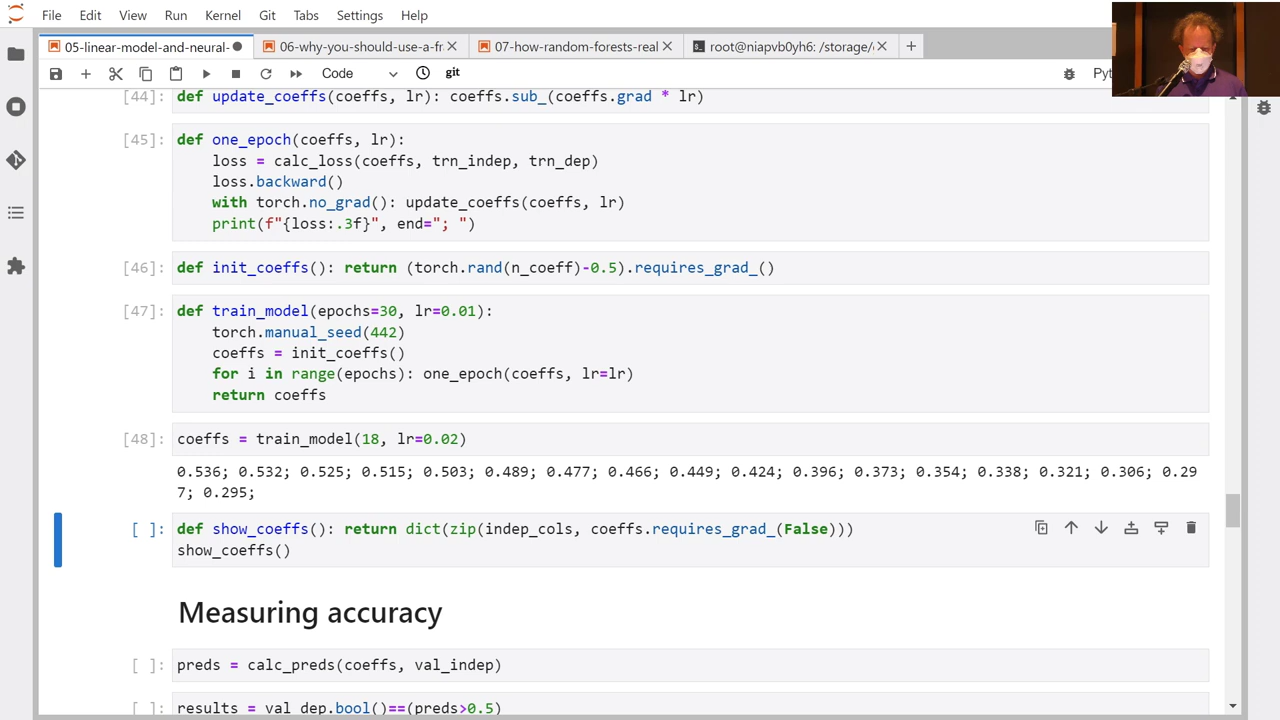 File Edit View Run Kernel Git Tabs Settings Help
05-linear-model-and-neural-
06-why-you-should-use-a-fr
07-how-random-forests-real
root@niapvb0yh6: /storage/
Code
git
[44]: def update_coeffs(coeffs, lr): coeffs.sub_(coeffs.grad * lr)
[45]: def one_epoch(coeffs, lr):
loss = calc_loss(coeffs, trn_indep, trn_dep)
loss.backward()
with torch.no_grad(): update_coeffs(coeffs, lr)
print(f"{loss:.3f}", end="; ")
[46]: def init_coeffs(): return (torch.rand(n_coeff)-0.5).requires_grad_()
[47]: def train_model(epochs=30, lr=0.01):
torch.manual_seed(442)
coeffs = init_coeffs()
for i in range(epochs): one_epoch(coeffs, lr=lr)
return coeffs
[48]: coeffs = train_model(18, lr=0.02)
0.536; 0.532; 0.525; 0.515; 0.503; 0.489; 0.477; 0.466; 0.449; 0.424; 0.396; 0.373; 0.354; 0.338; 0.321; 0.306; 0.29
7; 0.295;
[ ]: def show_coeffs(): return dict(zip(indep_cols, coeffs.requires_grad_(False)))
show_coeffs()
Measuring accuracy
[ ]: preds = calc_preds(coeffs, val_indep)
[ ]: results = val_dep.bool()==(preds>0.5)